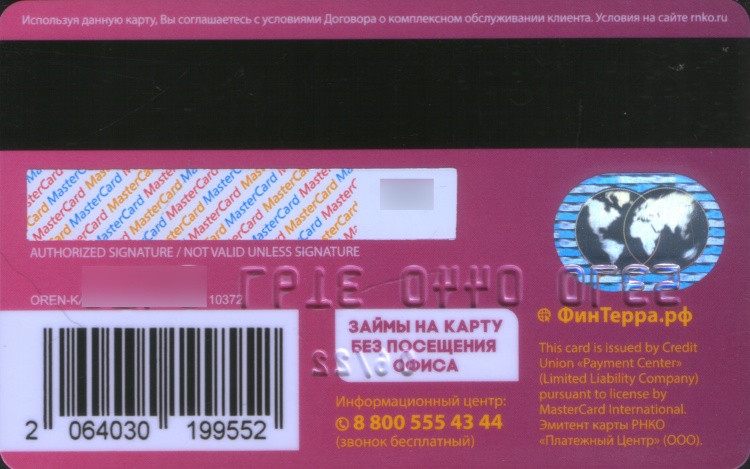 Используя данную карту, Вы соглашаетесь с условиями Договора о комплексном обслуживании клиента. Условия на сайте rnko.ru
MasterCard MasterCard MasterCard MasterCard
AUTHORIZED SIGNATURE / NOT VALID UNLESS SIGNATURE
OREN-K 10372
ФинТерра.рф
ЗАЙМЫ НА КАРТУ
БЕЗ ПОСЕЩЕНИЯ
ОФИСА
Информационный центр:
8 800 555 43 44
(звонок бесплатный)
2 064030 199552
This card is issued by Credit
Union «Payment Center»
(Limited Liability Company)
pursuant to license by
MasterCard International.
Эмитент карты РНКО
«Платежный Центр» (ООО).